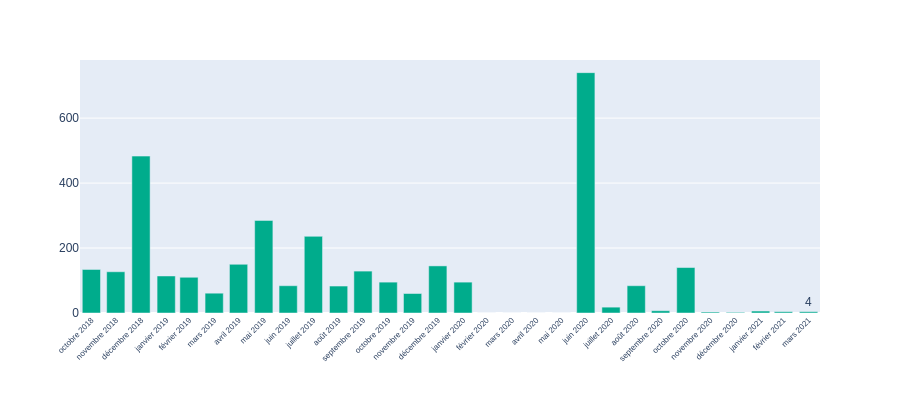 600
400
200
0
4
octobre 2018
novembre 2018
décembre 2018
janvier 2019
février 2019
mars 2019
avril 2019
mai 2019
juin 2019
juillet 2019
août 2019
septembre 2019
octobre 2019
novembre 2019
décembre 2019
janvier 2020
février 2020
mars 2020
avril 2020
mai 2020
juin 2020
juillet 2020
août 2020
septembre 2020
octobre 2020
novembre 2020
décembre 2020
janvier 2021
février 2021
mars 2021